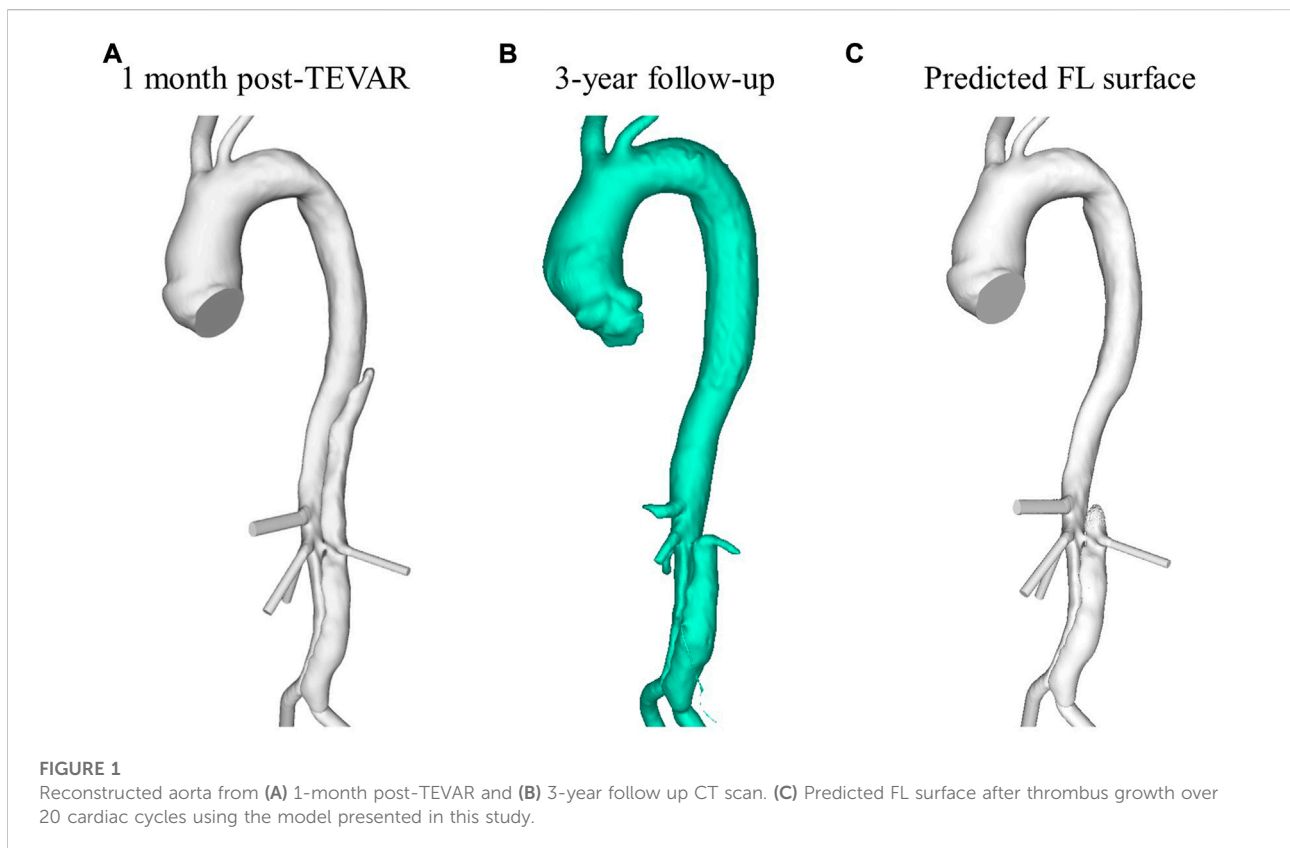 A
1 month post-TEVAR
B
3-year follow-up
C
Predicted FL surface
FIGURE 1
Reconstructed aorta from (A) 1-month post-TEVAR and (B) 3-year follow up CT scan. (C) Predicted FL surface after thrombus growth over
20 cardiac cycles using the model presented in this study.